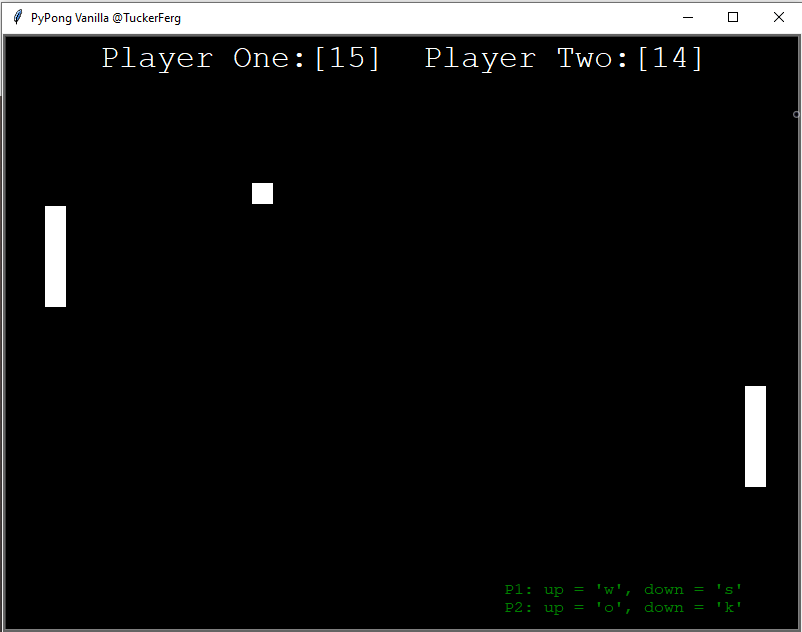 PyPong Vanilla @TuckerFerg
Player One:[15]  Player Two:[14]
P1: up = 'w', down = 's'
P2: up = 'o', down = 'k'